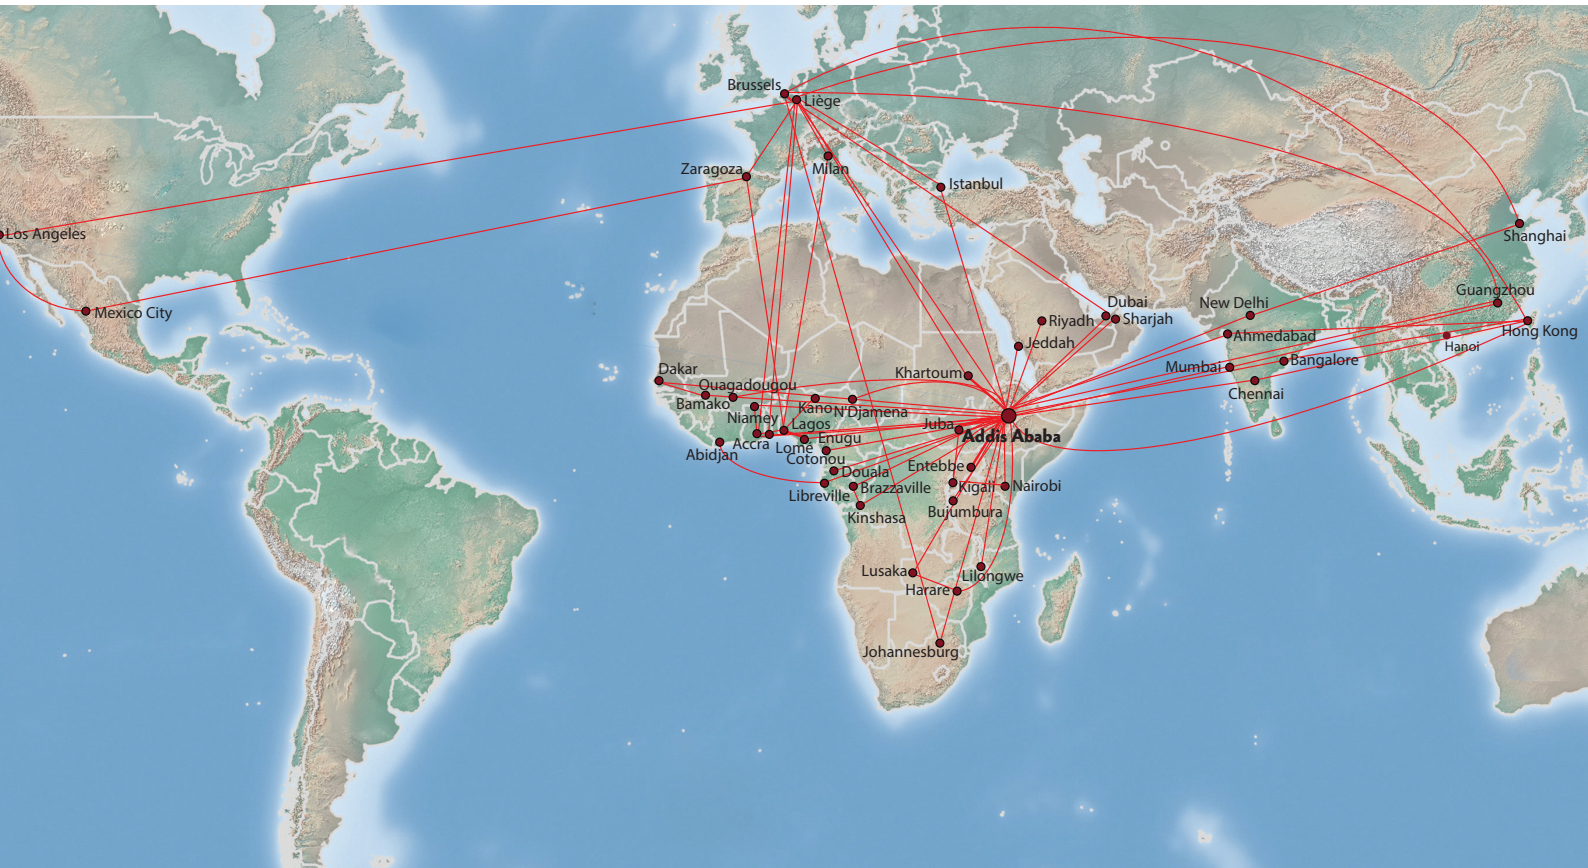 Brussels
Liège
Zaragoza
Milan
Istanbul
Los Angeles
Mexico City
Shanghai
Guangzhou
Hong Kong
Hanoi
New Delhi
Ahmedabad
Mumbai
Bangalore
Chennai
Dubai
Sharjah
Riyadh
Jeddah
Khartoum
Dakar
Ouagadougou
Bamako
Niamey
Kano
N'Djamena
Lagos
Accra
Lomé
Enugu
Abidjan
Cotonou
Juba
Addis Ababa
Douala
Entebbe
Libreville
Brazzaville
Kigali
Nairobi
Kinshasa
Bujumbura
Lusaka
Lilongwe
Harare
Johannesburg